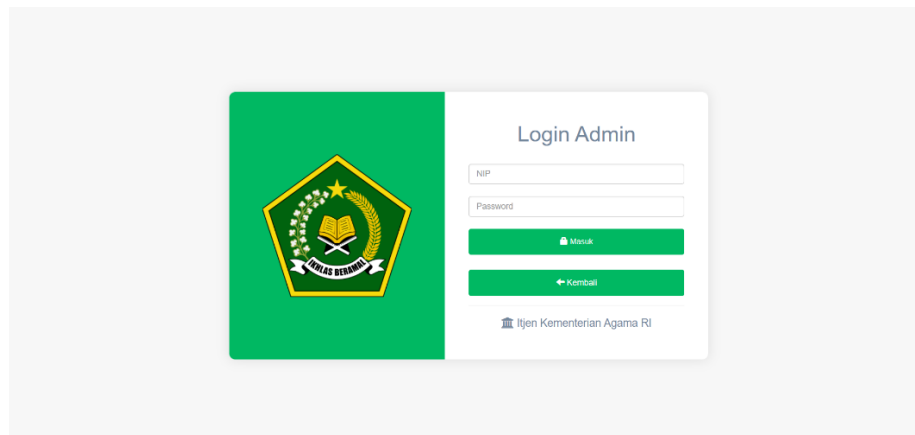 IKHLAS BERAMAL
Login Admin
NIP
Password
Masuk
Kembali
Itjen Kementerian Agama RI